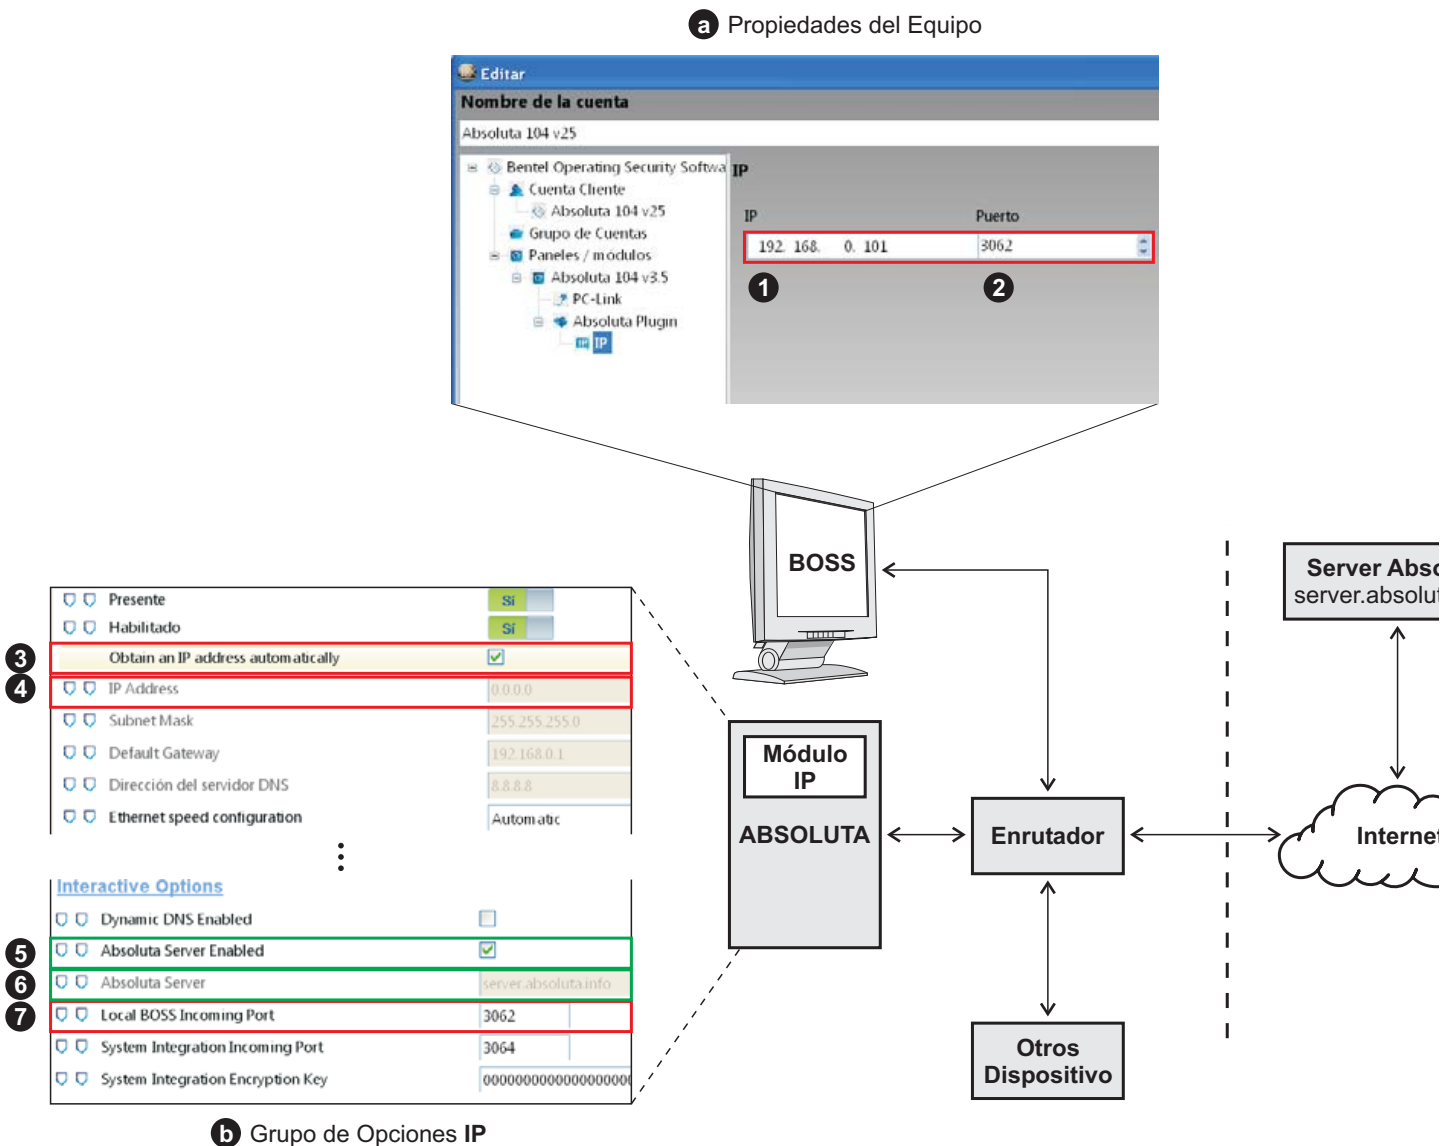 a Propiedades del Equipo
Editar
Nombre de la cuenta
Absoluta 104 v25
Bentel Operating Security Softwa
Cuenta Cliente
Absoluta 104 v25
Grupo de Cuentas
Paneles / módulos
Absoluta 104 v3.5
PC-Link
Absoluta Plugin
IP
IP
IP Puerto
192. 168. 0. 101 3062
1 2
BOSS
Server Abso
server.absolut
Presente Sí
Habilitado Sí
3 Obtain an IP address automatically
4 IP Address 0.0.0.0
Subnet Mask 255.255.255.0
Default Gateway 192.168.0.1
Dirección del servidor DNS 8.8.8.8
Ethernet speed configuration Automatic
Módulo
IP
ABSOLUTA
Enrutador
Internet
Interactive Options
Dynamic DNS Enabled
5 Absoluta Server Enabled
6 Absoluta Server server.absoluta.info
7 Local BOSS Incoming Port 3062
System Integration Incoming Port 3064
System Integration Encryption Key
Otros
Dispositivo
b Grupo de Opciones IP